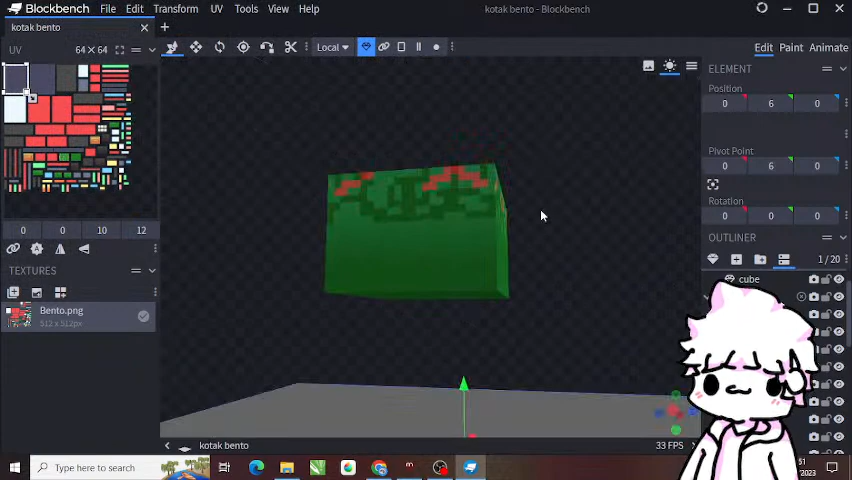 Blockbench File Edit Transform UV Tools View Help kotak bento - Blockbench
kotak bento
UV 64 × 64
Local
Edit Paint Animate
ELEMENT
Position
0 6 0
Pivot Point
0 6 0
Rotation
0 0 0
0 0 10 12
OUTLINER
1 / 20
cube
TEXTURES
Bento.png
512 x 512px
kotak bento
33 FPS
Type here to search